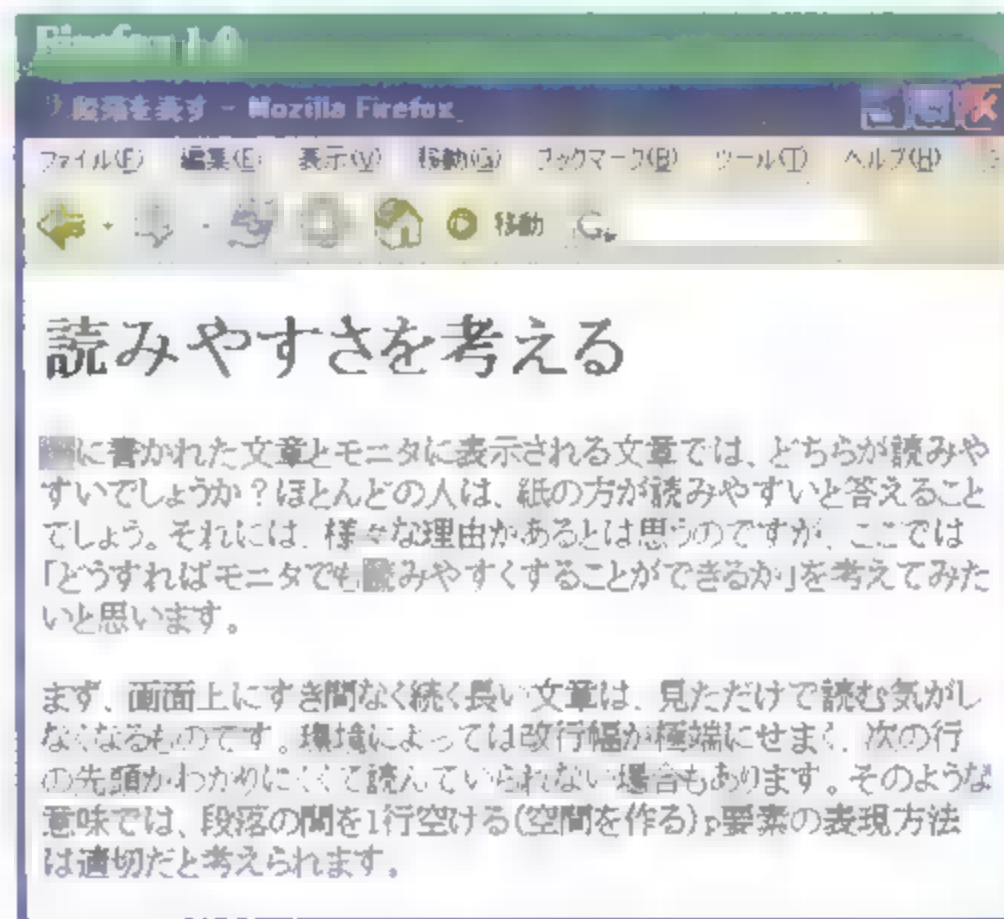 Firefox 1.0
段落を表す - Mozilla Firefox
ファイル(F) 編集(E) 表示(V) 移動(G) ブックマーク(B) ツール(T) ヘルプ(H)
移動 G
読みやすさを考える
に書かれた文章とモニタに表示される文章では、どちらが読みや
すいでしょうか?ほとんどの人は、紙の方が読みやすいと答えること
でしょう。それには、様々な理由があるとは思うのですが、ここでは
「どうすればモニタでも読みやすくすることができるか」を考えてみた
いと思います。
まず、画面上にすき間なく続く長い文章は、見ただけで読む気がし
なくなるものです。環境によっては改行幅が極端にせまく、次の行
の先頭がわかりにくくて読んでいられない場合もあります。そのような
意味では、段落の間を1行空ける(空間を作る)p要素の表現方法
は適切だと考えられます。